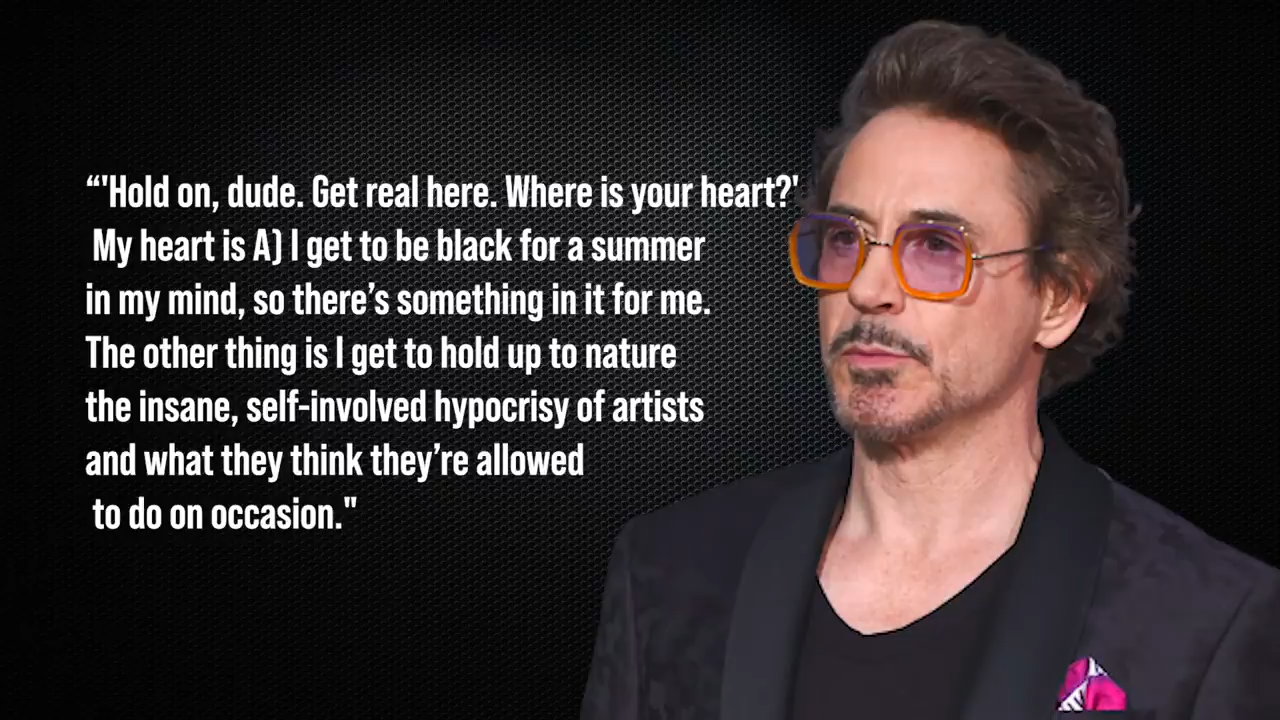 “'Hold on, dude. Get real here. Where is your heart?'
My heart is A) I get to be black for a summer
in my mind, so there’s something in it for me.
The other thing is I get to hold up to nature
the insane, self-involved hypocrisy of artists
and what they think they’re allowed
to do on occasion."